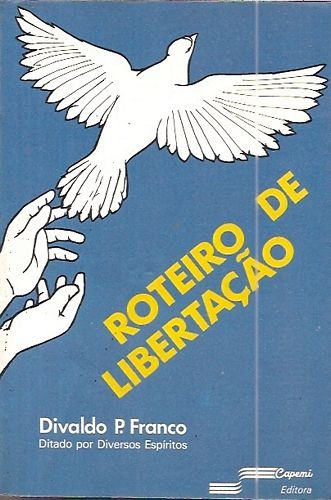 ROTEIRO DE
LIBERTAÇÃO
Divaldo P. Franco
Ditado por Diversos Espíritos
Capemi
Editora